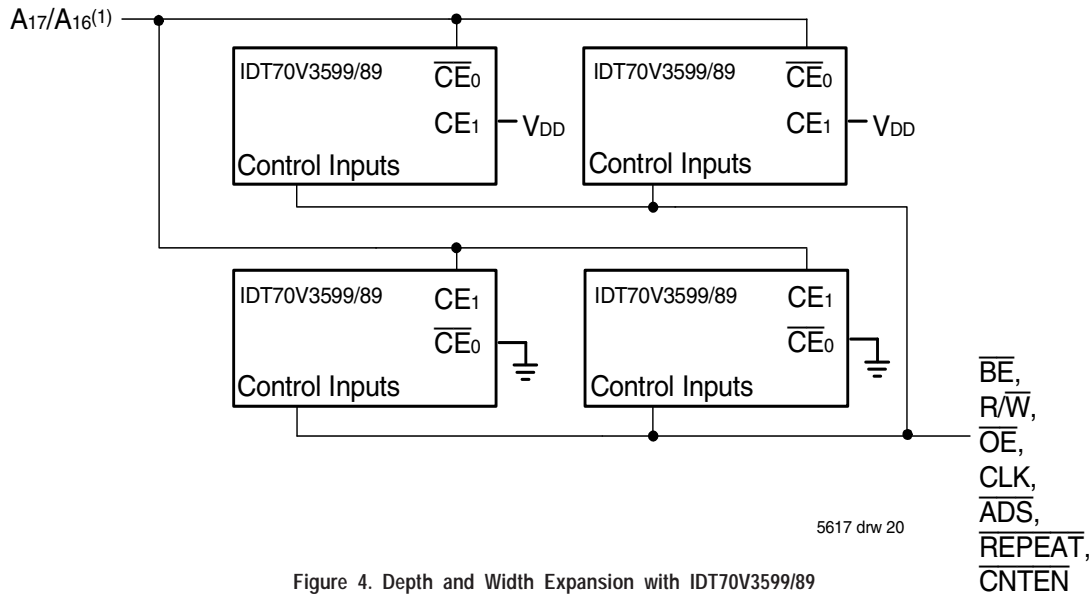 A17/A16(1)
IDT70V3599/89
CE0
CE1
VDD
Control Inputs
IDT70V3599/89
CE0
CE1
VDD
Control Inputs
IDT70V3599/89
CE1
CE0
Control Inputs
IDT70V3599/89
CE1
CE0
Control Inputs
BE,
R/W,
OE,
CLK,
ADS,
REPEAT,
CNTEN
5617 drw 20
Figure 4. Depth and Width Expansion with IDT70V3599/89